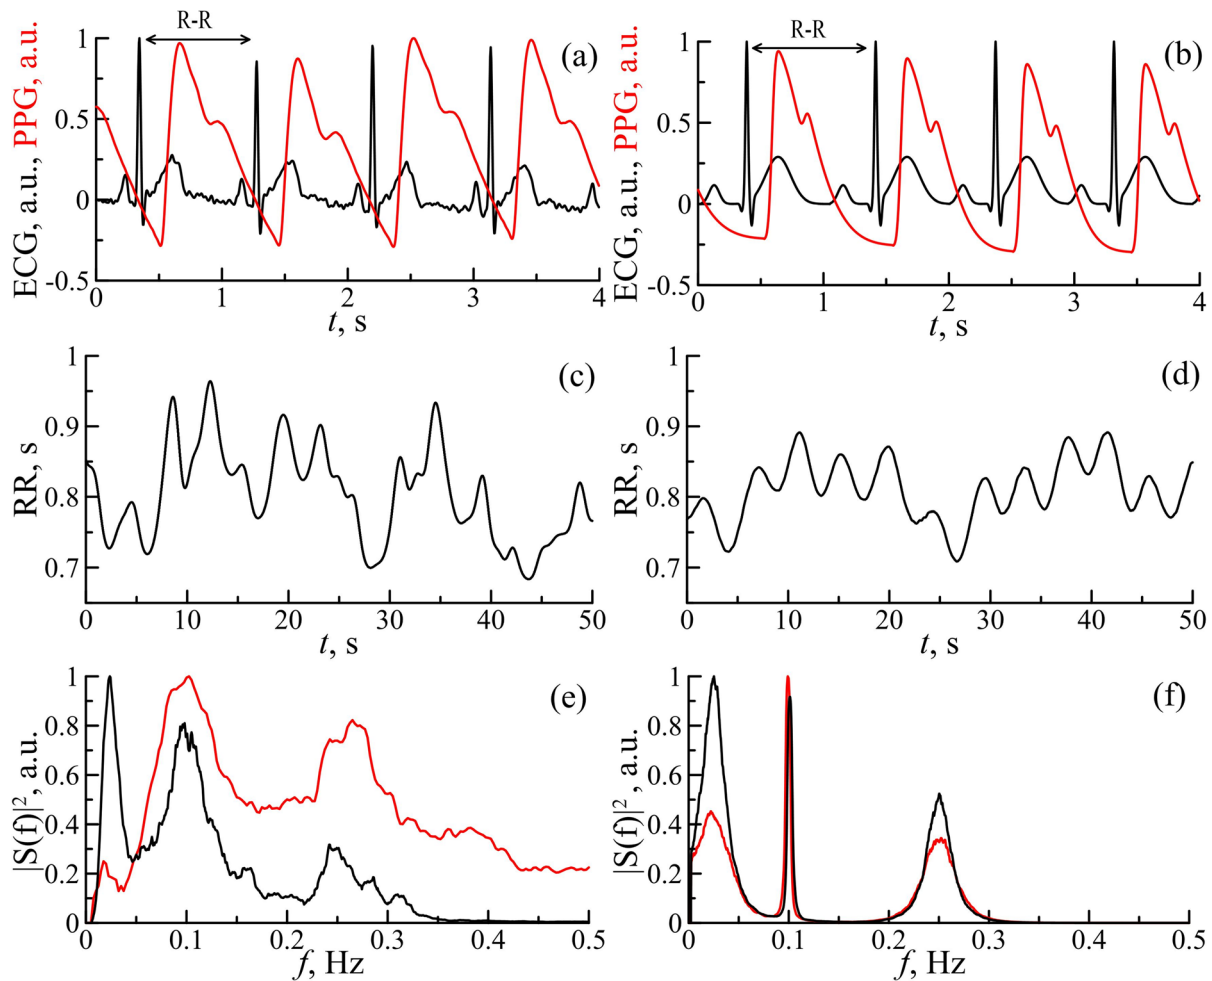 R-R
(a)
1
0.5
0
-0.5
ECG, a.u., PPG, a.u.
0 1 2 3 4
t, s
R-R
(b)
1
0.5
0
-0.5
ECG, a.u., PPG, a.u.
0 1 2 3 4
t, s
(c)
1
0.9
0.8
0.7
RR, s
0 10 20 30 40 50
t, s
(d)
1
0.9
0.8
0.7
RR, s
0 10 20 30 40 50
t, s
(e)
1
0.8
0.6
0.4
0.2
0
|S(f)|², a.u.
0 0.1 0.2 0.3 0.4 0.5
f, Hz
(f)
1
0.8
0.6
0.4
0.2
0
|S(f)|², a.u.
0 0.1 0.2 0.3 0.4 0.5
f, Hz